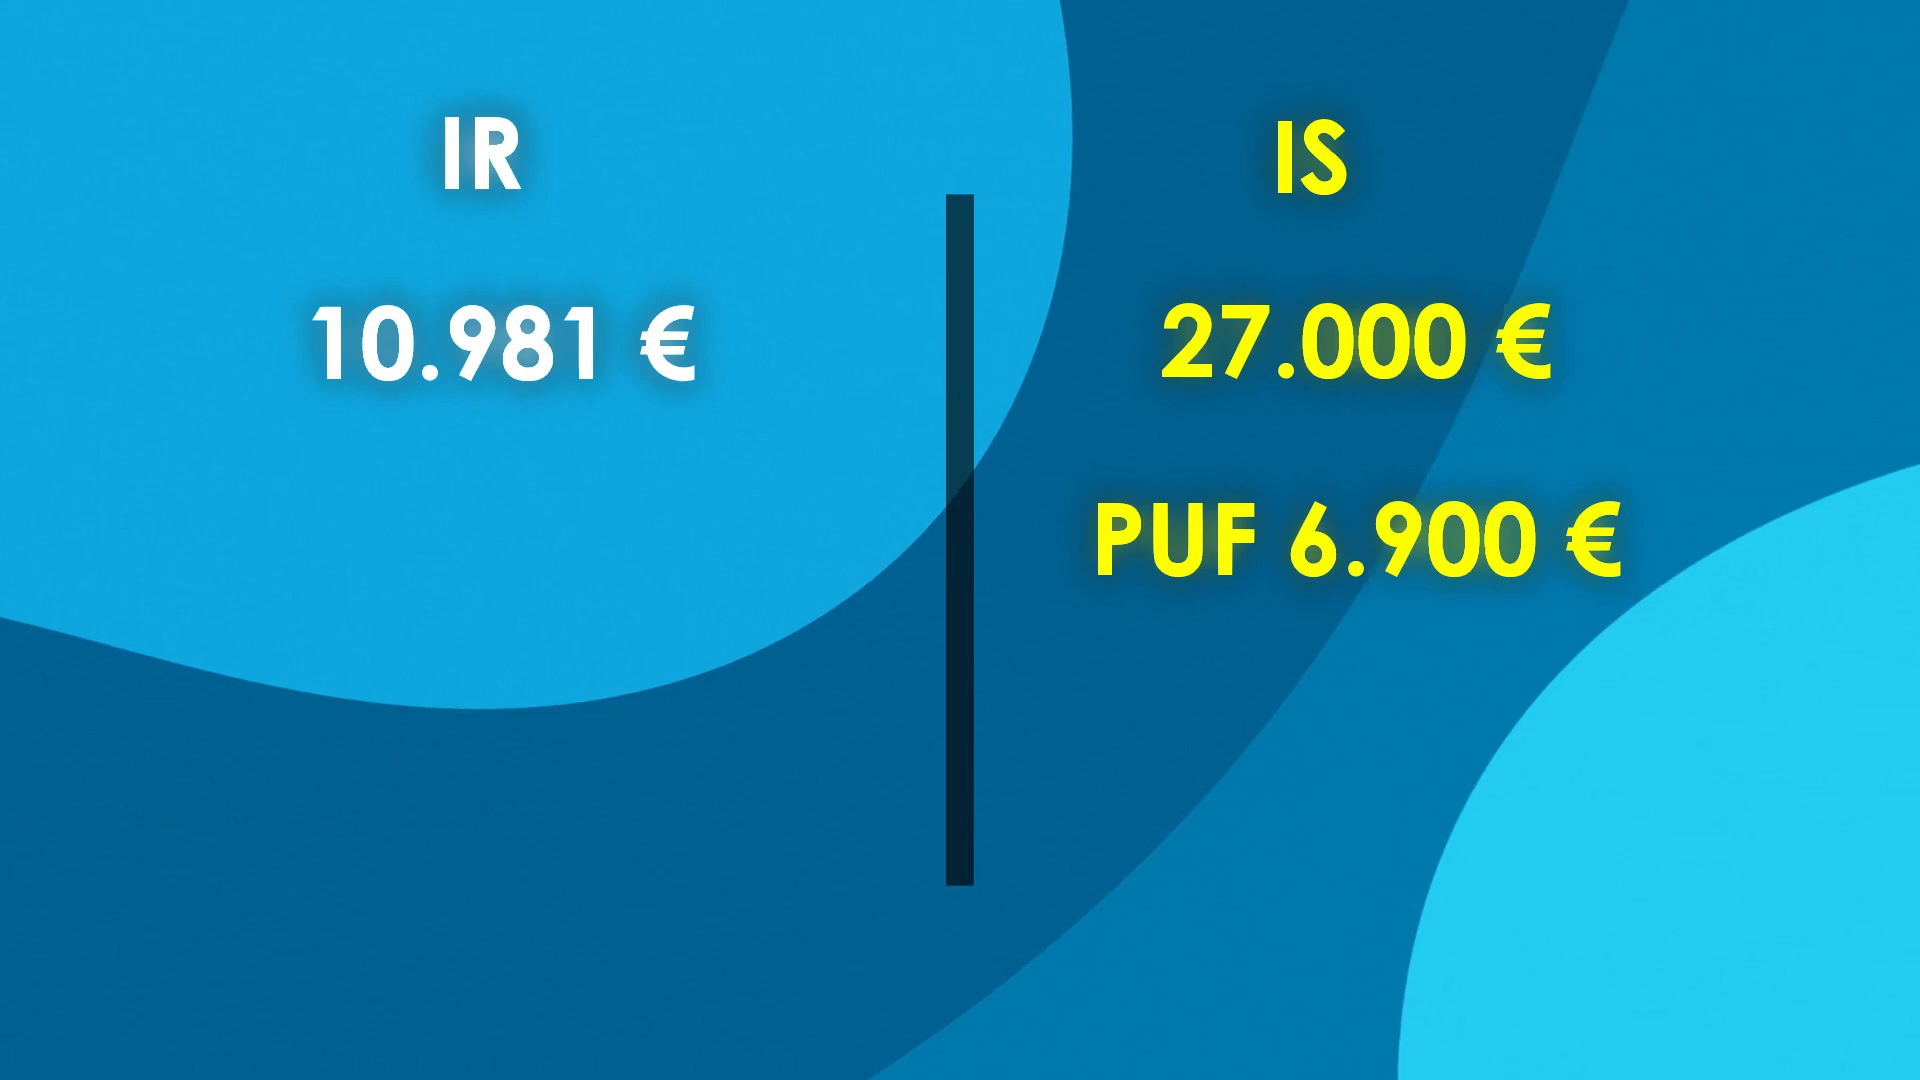 IR
10.981 €
IS
27.000 €
PUF 6.900 €